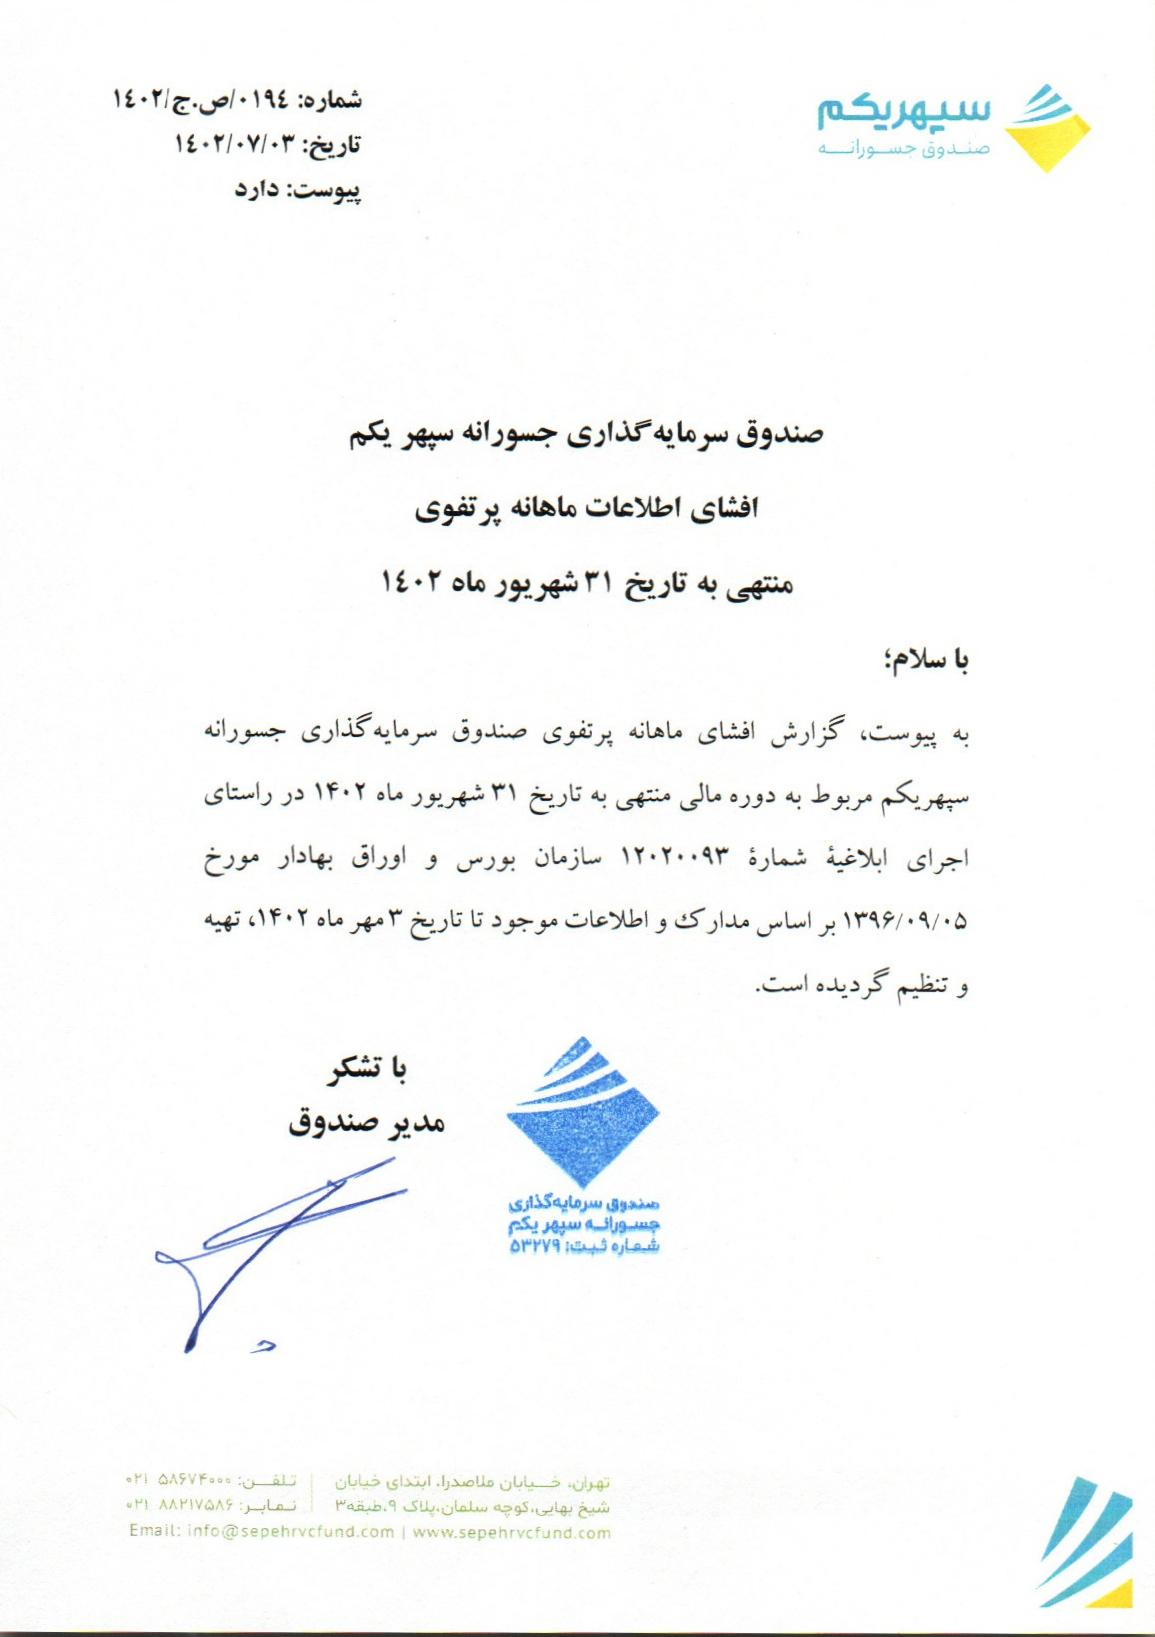 سپهریکم
صندوق جسورانه
شماره: ۰۱۹۴/ص.ج/۱۴۰۲
تاریخ: ۱۴۰۲/۰۷/۰۳
پیوست: دارد
صندوق سرمایه‌گذاری جسورانه سپهر یکم
افشای اطلاعات ماهانه پرتفوی
منتهی به تاریخ ۳۱ شهریور ماه ۱۴۰۲
با سلام؛
به پیوست، گزارش افشای ماهانه پرتفوی صندوق سرمایه‌گذاری جسورانه
سپهریکم مربوط به دوره مالی منتهی به تاریخ ۳۱ شهریور ماه ۱۴۰۲ در راستای
اجرای ابلاغیۀ شمارۀ ۱۲۰۲۰۰۹۳ سازمان بورس و اوراق بهادار مورخ
۱۳۹۶/۰۹/۰۵ بر اساس مدارک و اطلاعات موجود تا تاریخ ۳ مهر ماه ۱۴۰۲، تهیه
و تنظیم گردیده است.
با تشکر
مدیر صندوق
صندوق سرمایه‌گذاری
جسورانه سپهر یکم
شماره ثبت: ۵۳۲۷۹
تهران، خیابان ملاصدرا، ابتدای خیابان
شیخ بهایی،کوچه سلمان،پلاک ۹،طبقه۳
تلفن: ۵۸۶۷۴۰۰۰ ۰۲۱
نمابر: ۸۸۲۱۷۵۸۶ ۰۲۱
Email: info@sepehrvcfund.com | www.sepehrvcfund.com